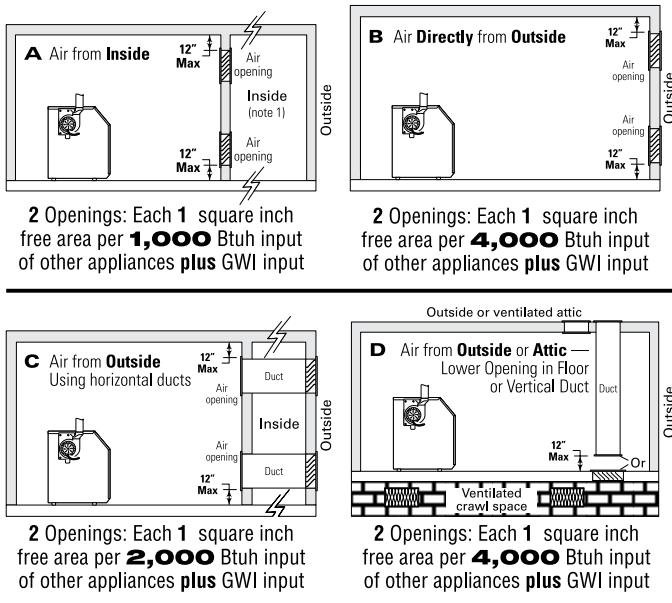 A Air from Inside
12"
Max
Air
opening
Inside
(note 1)
Outside
Air
opening
12"
Max
2 Openings: Each 1 square inch
free area per 1,000 Btuh input
of other appliances plus GWI input
B Air Directly from Outside
12"
Max
Air
opening
Outside
Air
opening
12"
Max
2 Openings: Each 1 square inch
free area per 4,000 Btuh input
of other appliances plus GWI input
C Air from Outside
Using horizontal ducts
12"
Max
Air
opening
Duct
Inside
Outside
Air
opening
Duct
12"
Max
2 Openings: Each 1 square inch
free area per 2,000 Btuh input
of other appliances plus GWI input
Outside or ventilated attic
D Air from Outside or Attic —
Lower Opening in Floor
or Vertical Duct
Duct
Outside
12"
Max
Or
Ventilated
crawl space
2 Openings: Each 1 square inch
free area per 4,000 Btuh input
of other appliances plus GWI input